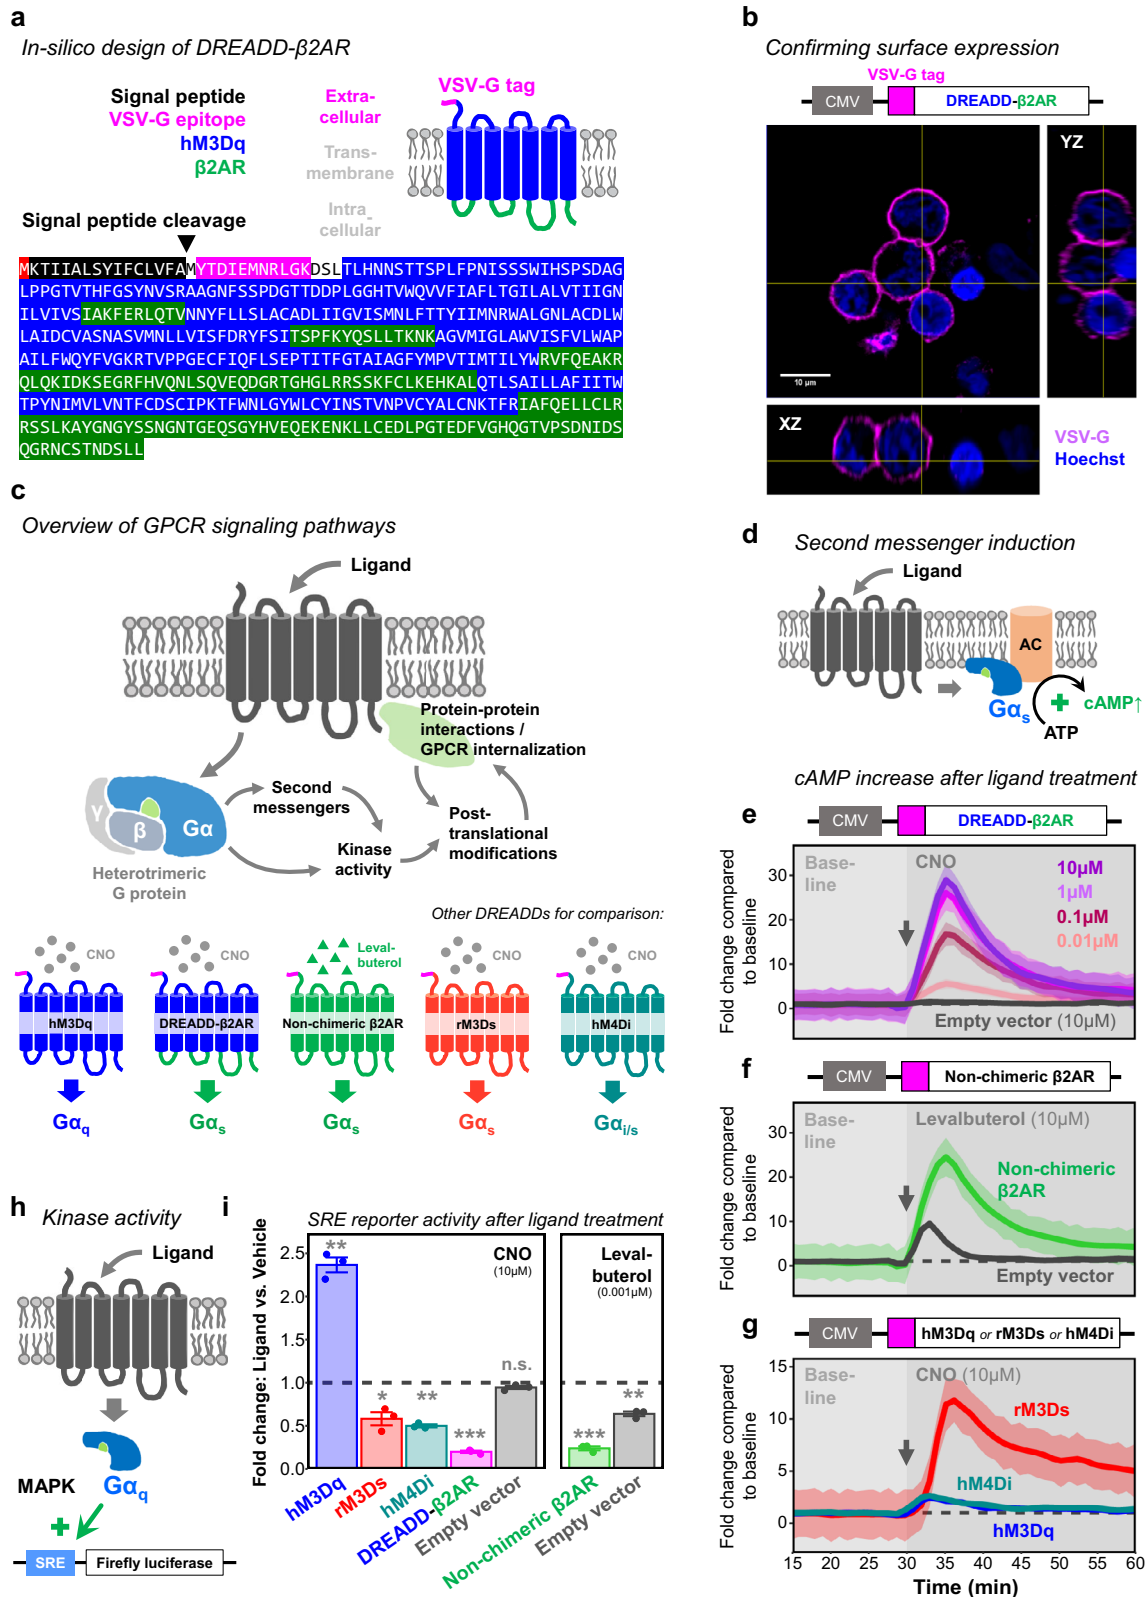 a
In-silico design of DREADD-β2AR
Signal peptide
VSV-G epitope
hM3Dq
β2AR
Extra-
cellular
Trans-
membrane
Intra-
cellular
VSV-G tag
Signal peptide cleavage
MKTIIALSYIFCLVFAMYTDIEMNRLGKDSLTLHNNSTTSPLFPNISSSWIHSPSDAG
LPPGTVTHFGSYNVSRAAGNFSSPDGTTDDPLGGHTVWQVVFIAFLTGILALVTIIGN
ILVIVSIAKFERLQTVNNYFLLSLACADLIIGVISMNLFTTYIIMNRWALGNLACDLW
LAIDCVASNASVMNLLVISFDRYFSITSPFKYQSLLTKNKAGVMIGLAWVISFVLWAP
AILFWQYFVGKRTVPPGECFIQFLSEPTITFGTAIAGFYMPVTIMTILYWRVFQEAKR
QLQKIDKSEGRFHVQNLSQVEQDGRTGHGLRRSSKFCLKEHKALQTLSAILLAFIITW
TPYNIMVLVNTFCDSCIPKTFWNLGYWLCYINSTVNPVCYALCNKTFRIAFQELLCLR
RSSLKAYGNGYSSNGNTGEQSGYHVEQEKENKLLCEDLPGTEDFVGHQGTVPSDNIDS
QGRNCSTNDSLL
b
Confirming surface expression
VSV-G tag
CMV
DREADD-β2AR
YZ
10 µm
XZ
VSV-G
Hoechst
c
Overview of GPCR signaling pathways
Ligand
Protein-protein
interactions /
GPCR internalization
Second
messengers
Post-
translational
modifications
Kinase
activity
γ
β
Gα
Heterotrimeric
G protein
Other DREADDs for comparison:
CNO
CNO
Leval-
buterol
CNO
CNO
hM3Dq
DREADD-β2AR
Non-chimeric β2AR
rM3Ds
hM4Di
Gαq
Gαs
Gαs
Gαs
Gαi/s
d
Second messenger induction
Ligand
AC
Gαs
ATP
cAMP↑
cAMP increase after ligand treatment
e
CMV
DREADD-β2AR
Fold change compared
to baseline
30
20
10
0
Base-
line
CNO
10µM
1µM
0.1µM
0.01µM
Empty vector (10µM)
f
CMV
Non-chimeric β2AR
Fold change compared
to baseline
30
20
10
0
Base-
line
Levalbuterol (10µM)
Non-chimeric
β2AR
Empty vector
g
CMV
hM3Dq or rM3Ds or hM4Di
Fold change compared
to baseline
15
10
5
0
Base-
line
CNO (10µM)
rM3Ds
hM4Di
hM3Dq
15 20 25 30 35 40 45 50 55 60
Time (min)
h
Kinase activity
Ligand
MAPK
Gαq
SRE
Firefly luciferase
i
SRE reporter activity after ligand treatment
Fold change: Ligand vs. Vehicle
2.5
2.0
1.5
1.0
0.5
0.0
CNO
(10µM)
**
*
**
***
n.s.
Leval-
buterol
(0.001µM)
***
**
hM3Dq
rM3Ds
hM4Di
DREADD-β2AR
Empty vector
Non-chimeric β2AR
Empty vector